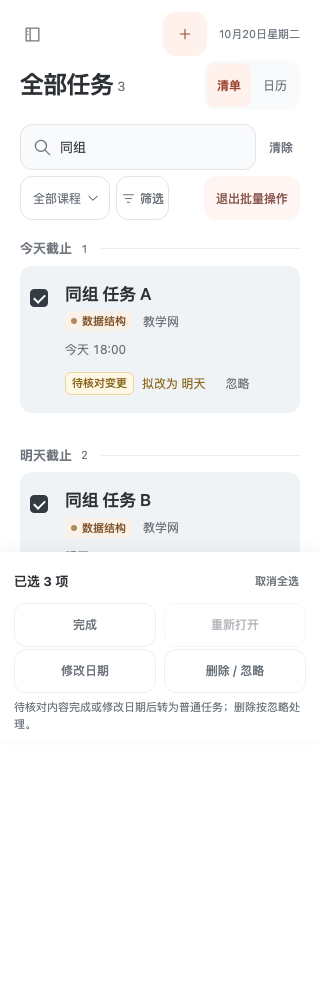 10月20日星期二
全部任务 3
清单 日历
同组 清除
全部课程 筛选 退出批量操作
今天截止 1
同组 任务 A
数据结构 教学网
今天 18:00
待核对变更 拟改为 明天 忽略
明天截止 2
同组 任务 B
数据结构 教学网
已选 3 项 取消全选
完成 重新打开
修改日期 删除 / 忽略
待核对内容完成或修改日期后转为普通任务；删除按忽略处
理。